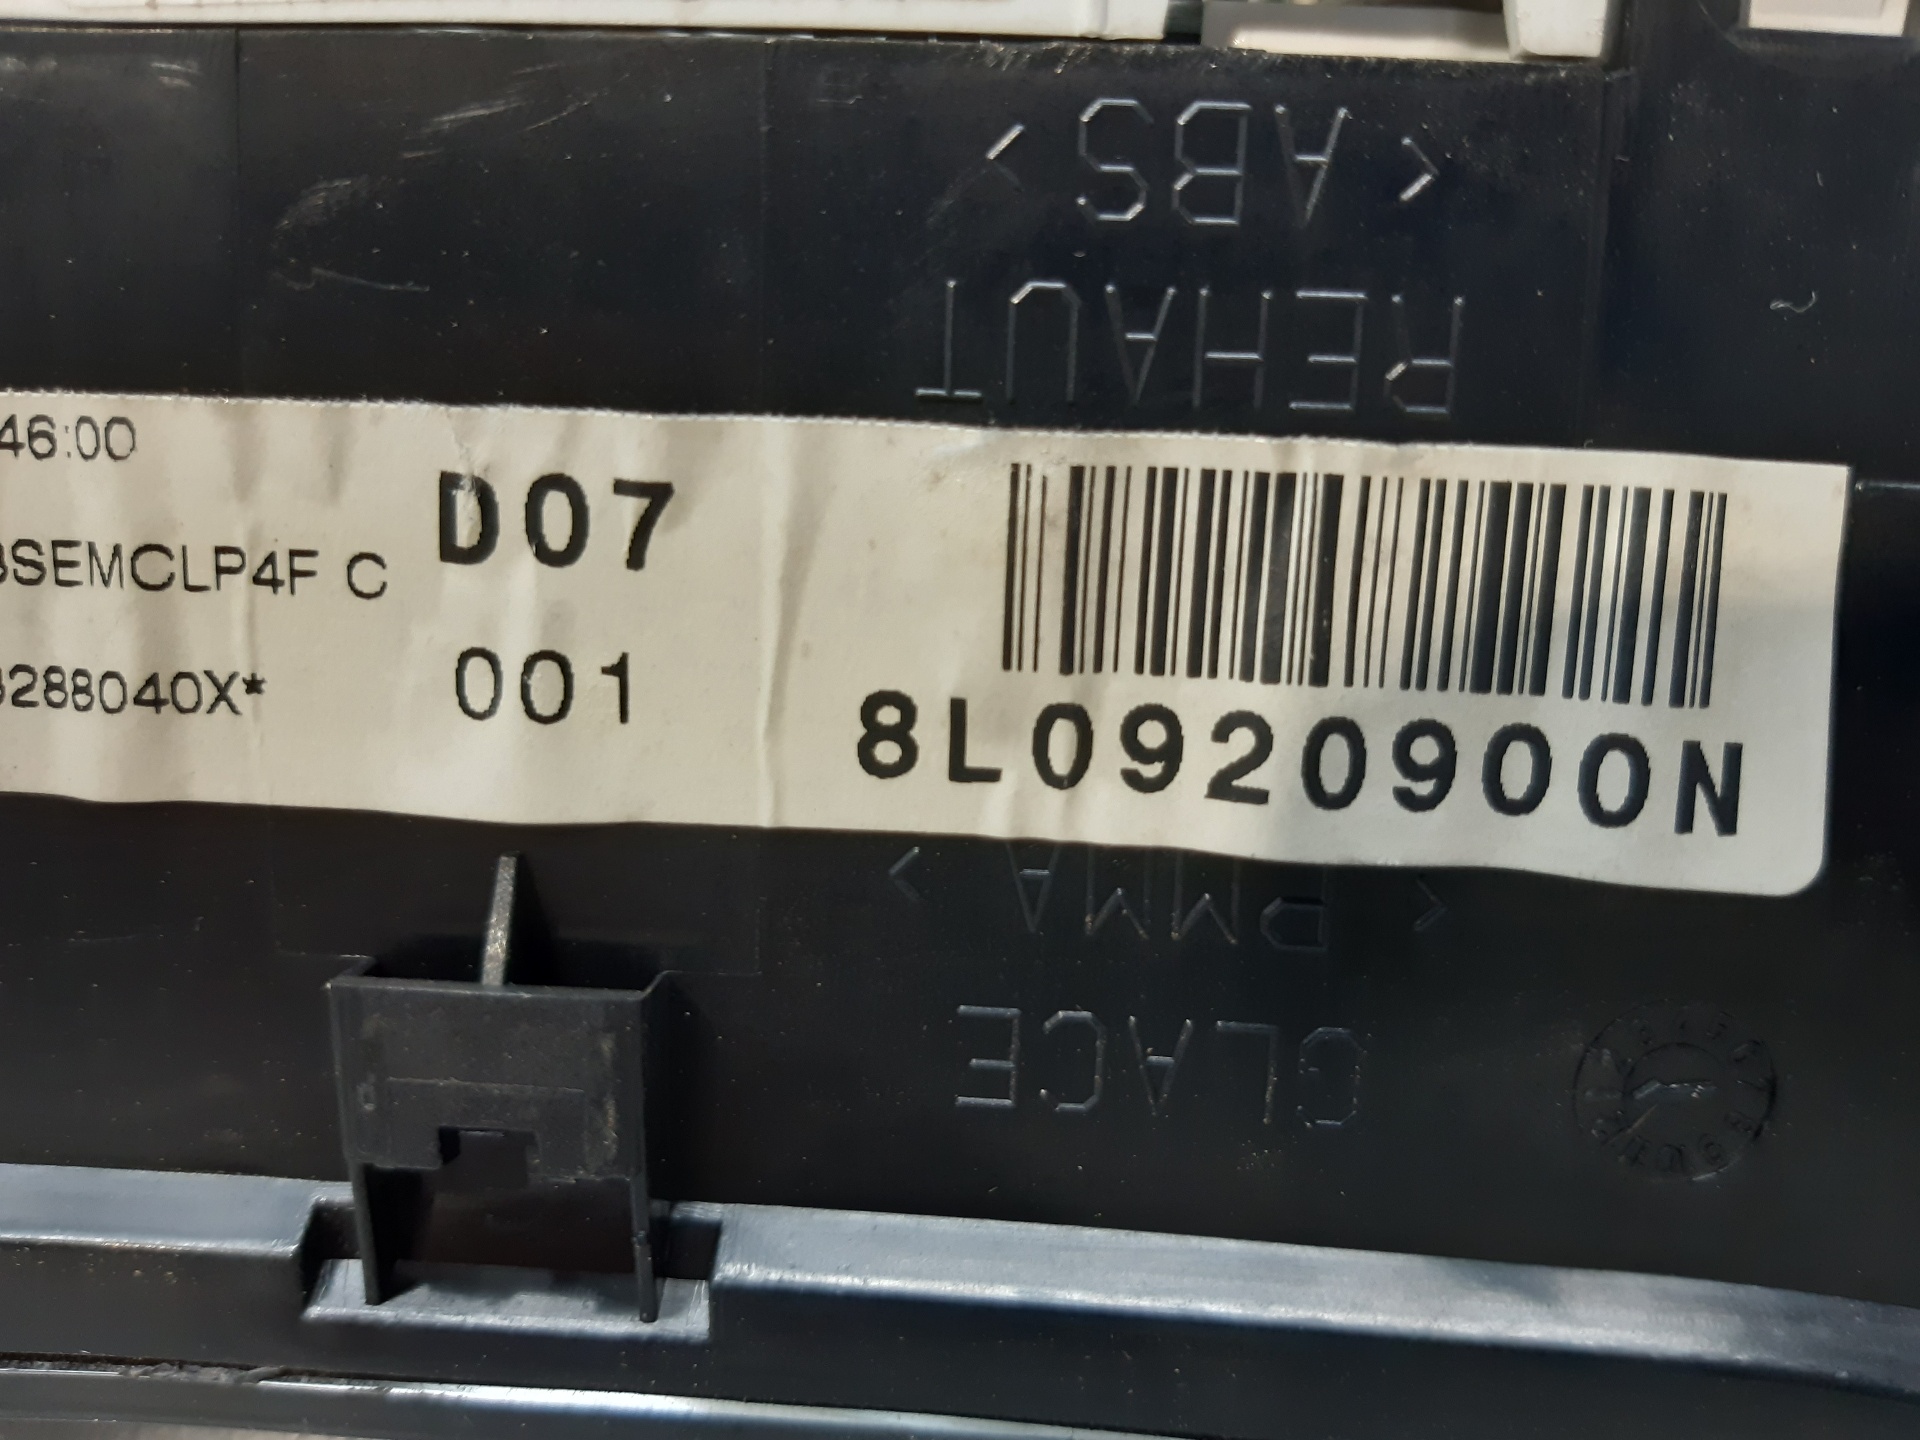 < ABS >
REHAUT
46:00
D07
SEMCLP4F C
288040X*
001
8L0920900N
< PMMA >
GLACE